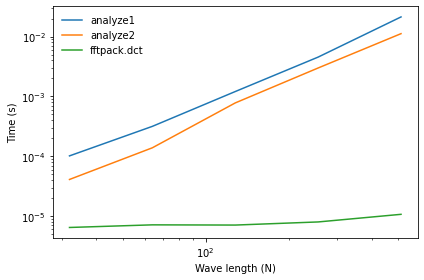 analyze1
analyze2
fftpack.dct
Time (s)
10⁻²
10⁻³
10⁻⁴
10⁻⁵
10²
Wave length (N)